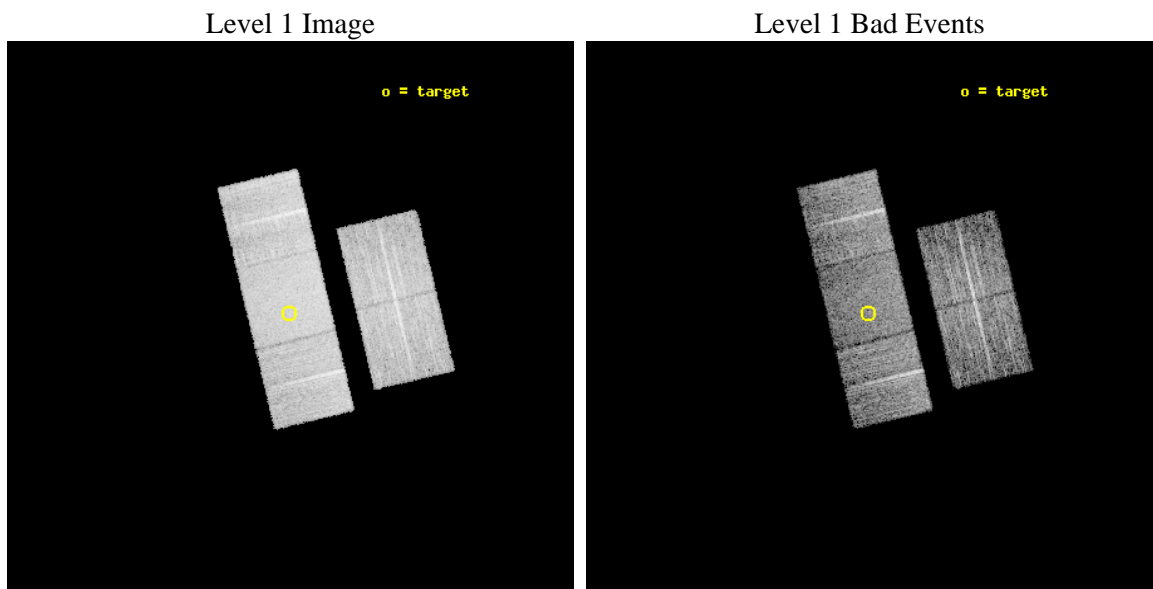 Level 1 Image
Level 1 Bad Events
o = target
o = target